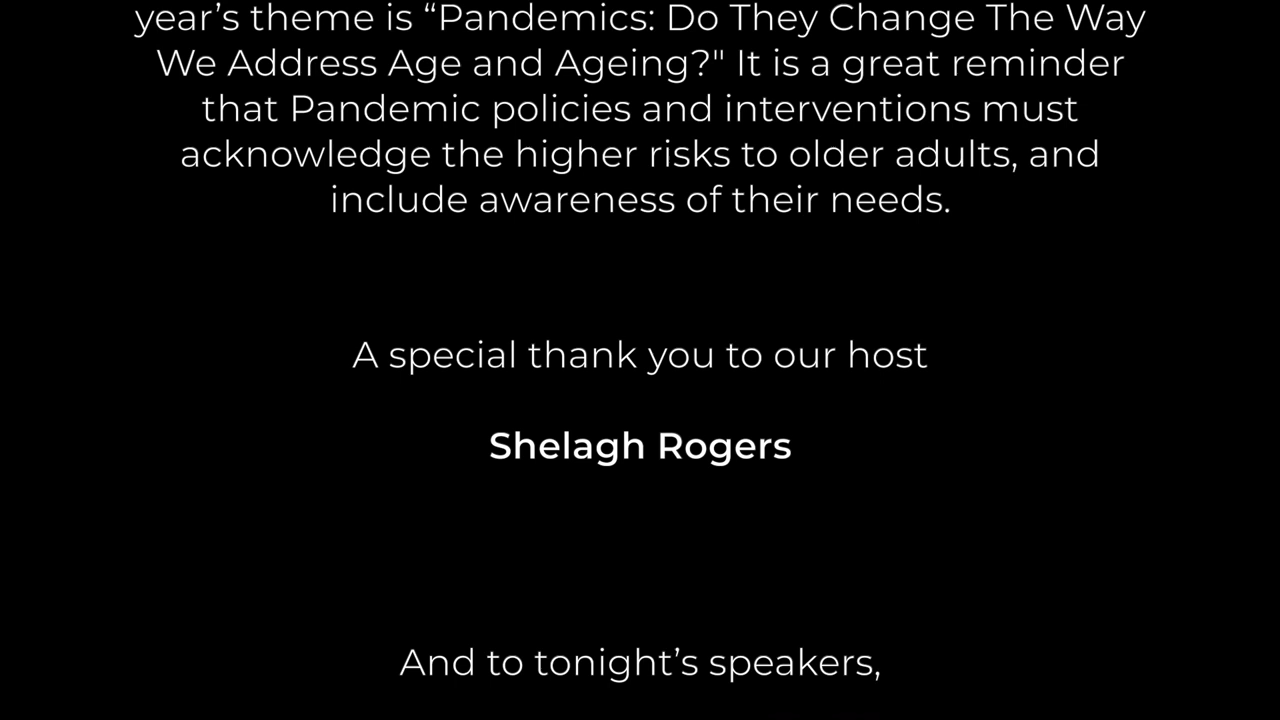 year’s theme is “Pandemics: Do They Change The Way
We Address Age and Ageing?" It is a great reminder
that Pandemic policies and interventions must
acknowledge the higher risks to older adults, and
include awareness of their needs.
A special thank you to our host
Shelagh Rogers
And to tonight’s speakers,